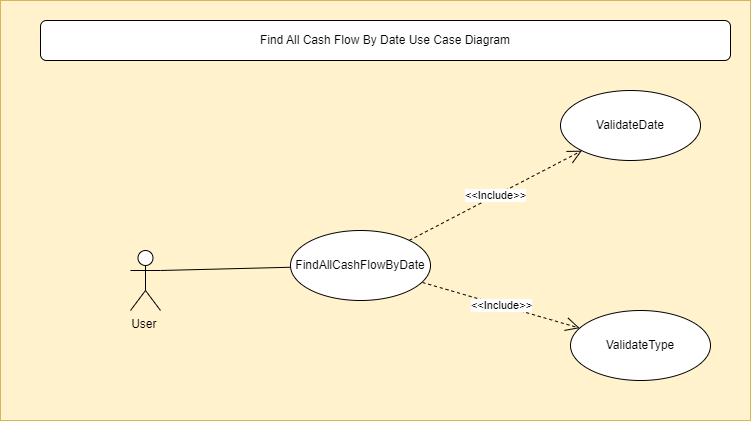 Find All Cash Flow By Date Use Case Diagram
ValidateDate
<<Include>>
FindAllCashFlowByDate
<<Include>>
User
ValidateType